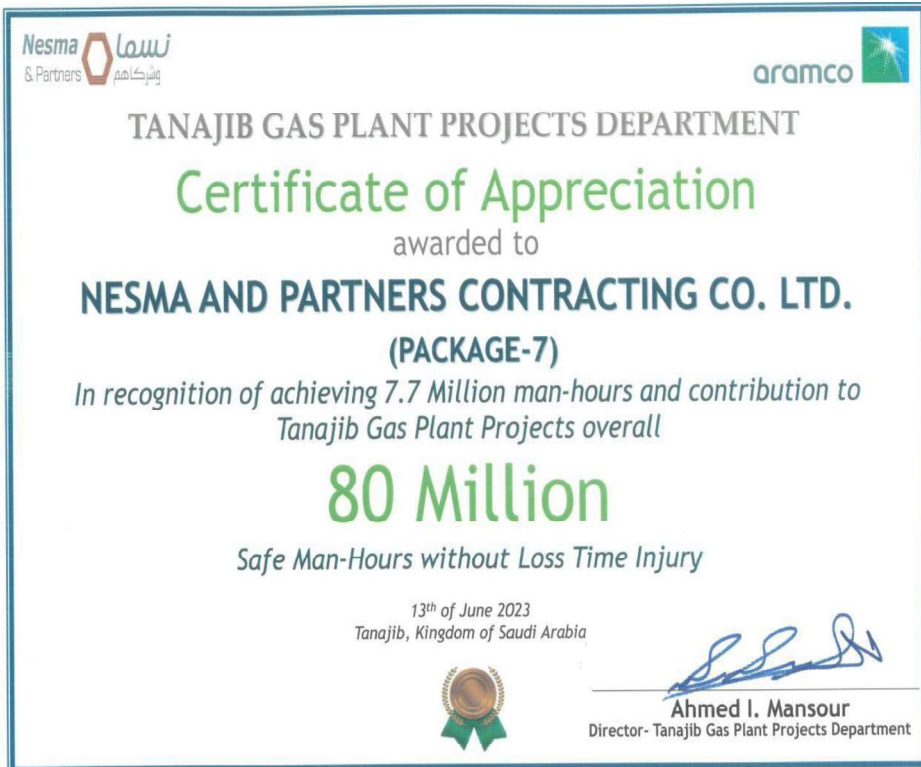 Nesma نسما
& Partners وشركاهم
aramco
TANAJIB GAS PLANT PROJECTS DEPARTMENT
Certificate of Appreciation
awarded to
NESMA AND PARTNERS CONTRACTING CO. LTD.
(PACKAGE-7)
In recognition of achieving 7.7 Million man-hours and contribution to
Tanajib Gas Plant Projects overall
80 Million
Safe Man-Hours without Loss Time Injury
13th of June 2023
Tanajib, Kingdom of Saudi Arabia
Ahmed I. Mansour
Director- Tanajib Gas Plant Projects Department